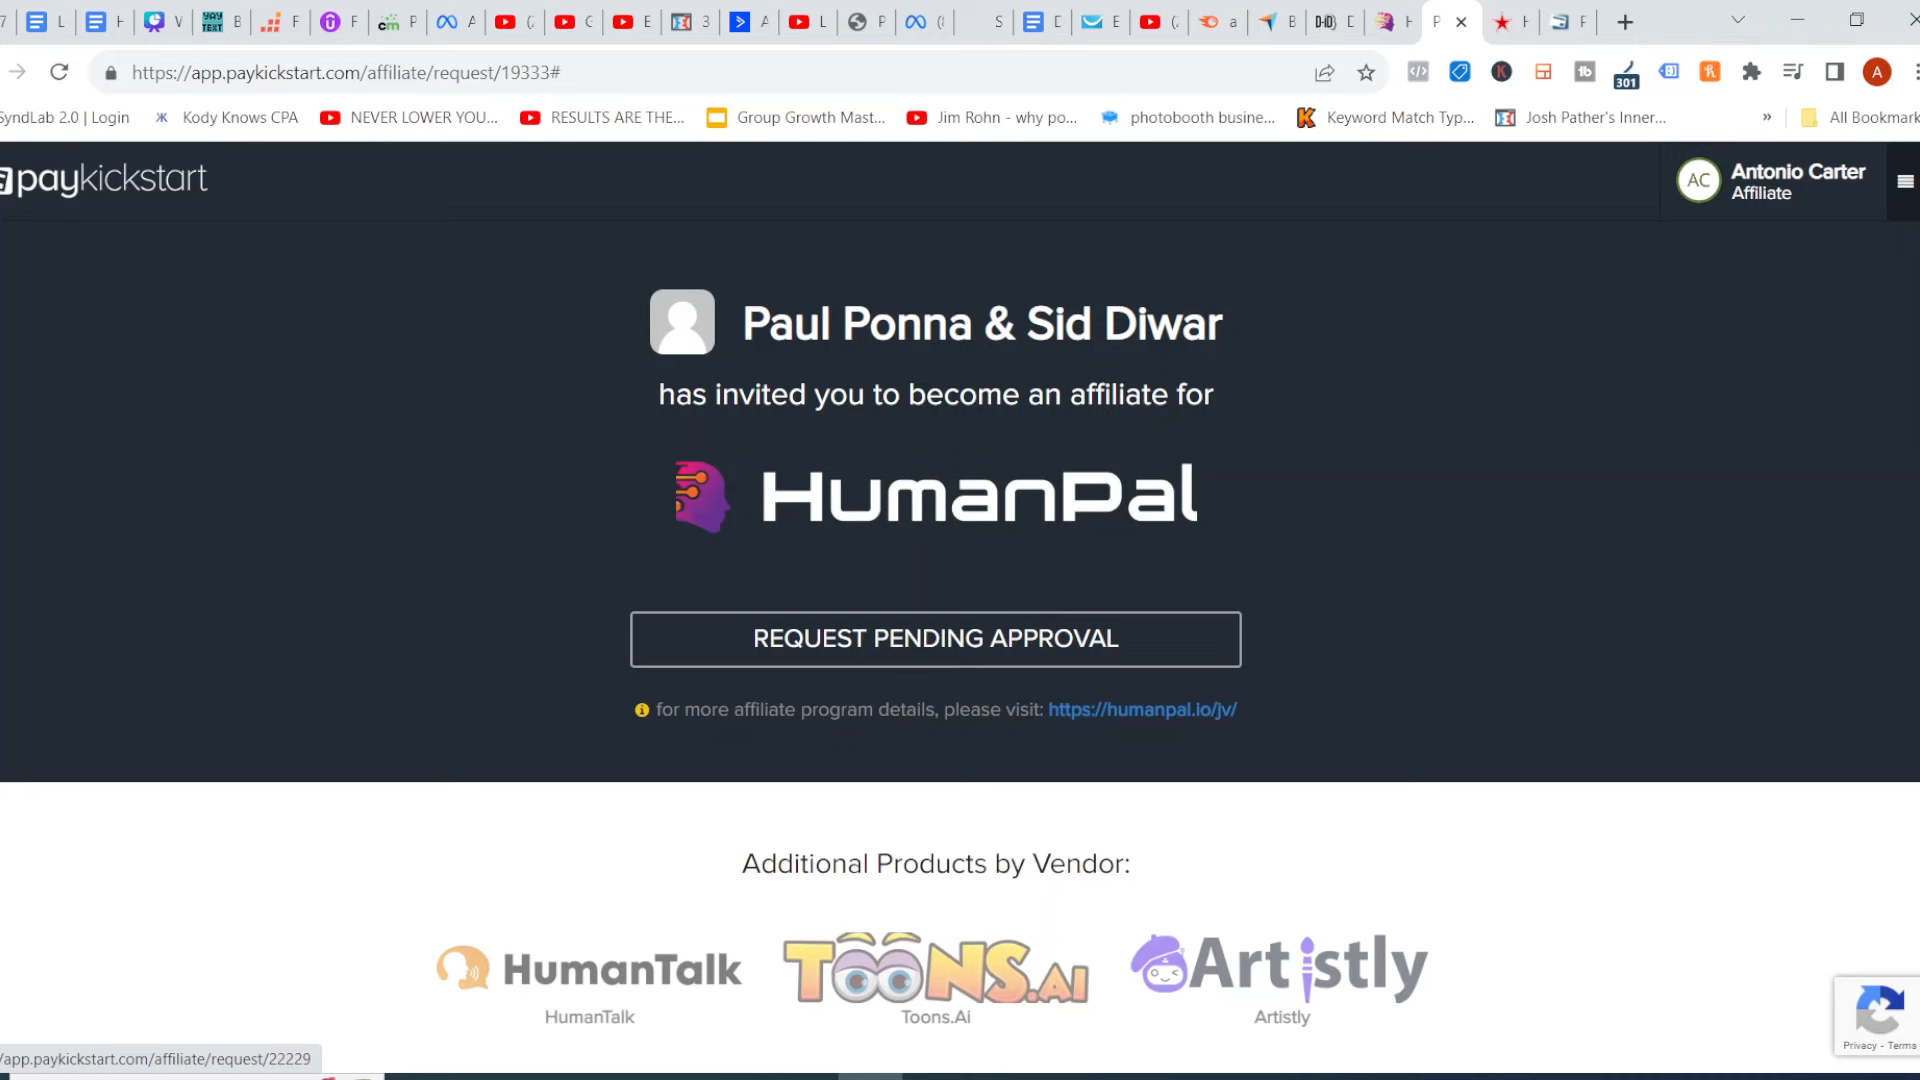 https://app.paykickstart.com/affiliate/request/19333#
301
A
SyndLab 2.0 | Login
Kody Knows CPA
NEVER LOWER YOU...
RESULTS ARE THE...
Group Growth Mast...
Jim Rohn - why po...
photobooth busine...
Keyword Match Typ...
Josh Pather's Inner...
»
All Bookmark
paykickstart
AC
Antonio Carter
Affiliate
Paul Ponna & Sid Diwar
has invited you to become an affiliate for
HumanPal
REQUEST PENDING APPROVAL
for more affiliate program details, please visit: https://humanpal.io/jv/
Additional Products by Vendor:
HumanTalk
TOONS.AI
Artistly
HumanTalk
Toons.Ai
Artistly
Privacy - Terms
/app.paykickstart.com/affiliate/request/22229